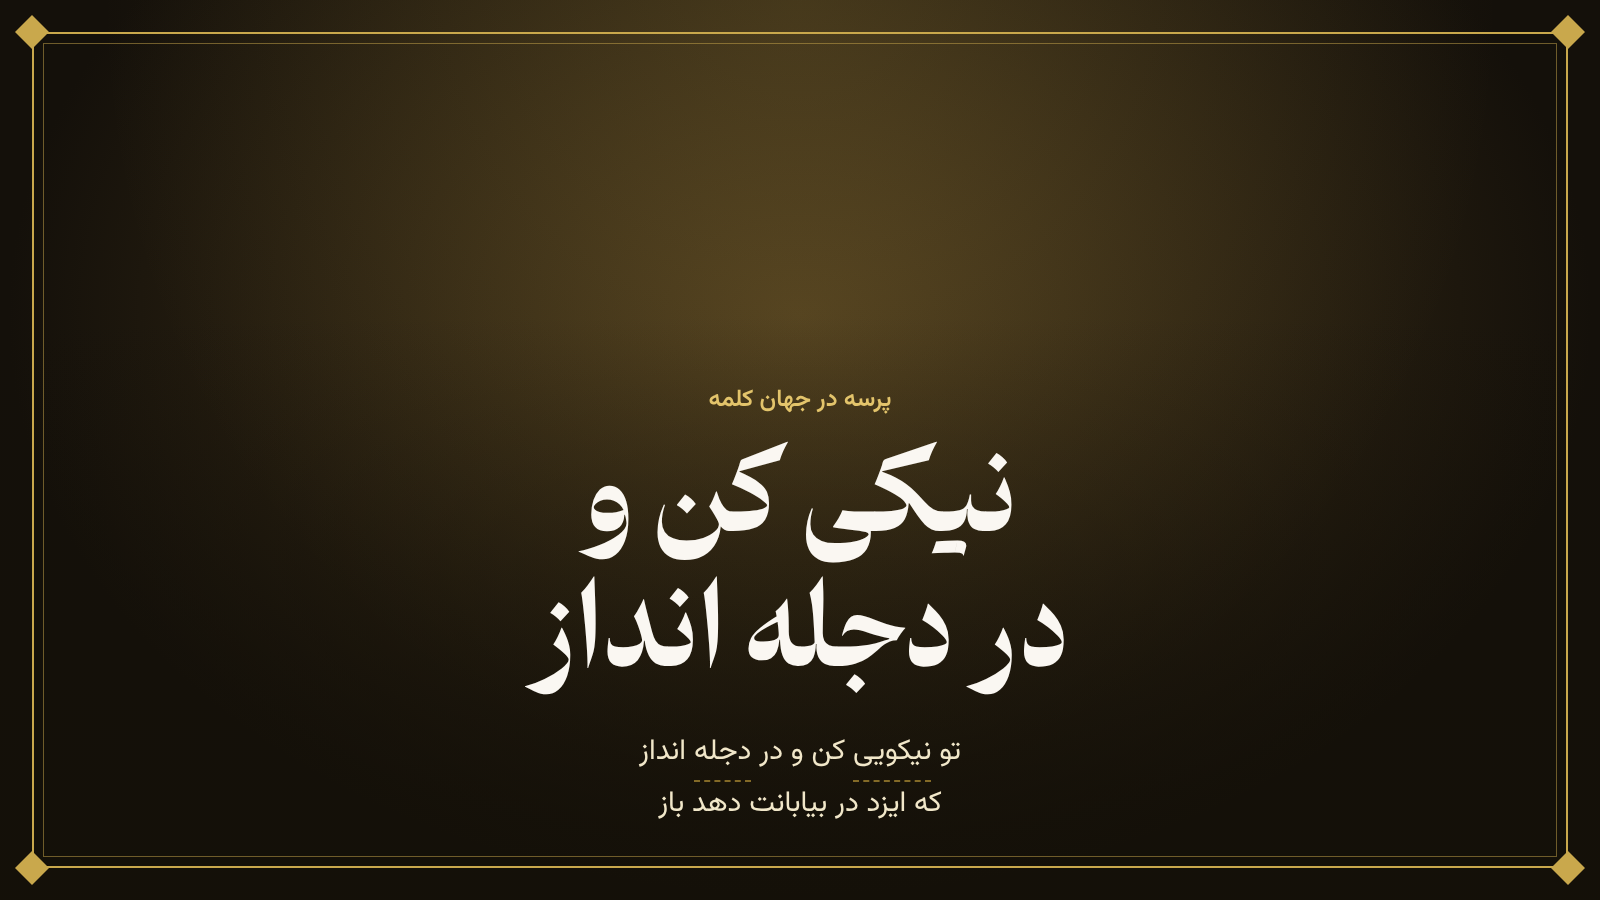 پرسه در جهان کلمه
نیکی کن و
در دجله انداز
تو نیکویی کن و در دجله انداز
که ایزد در بیابانت دهد باز